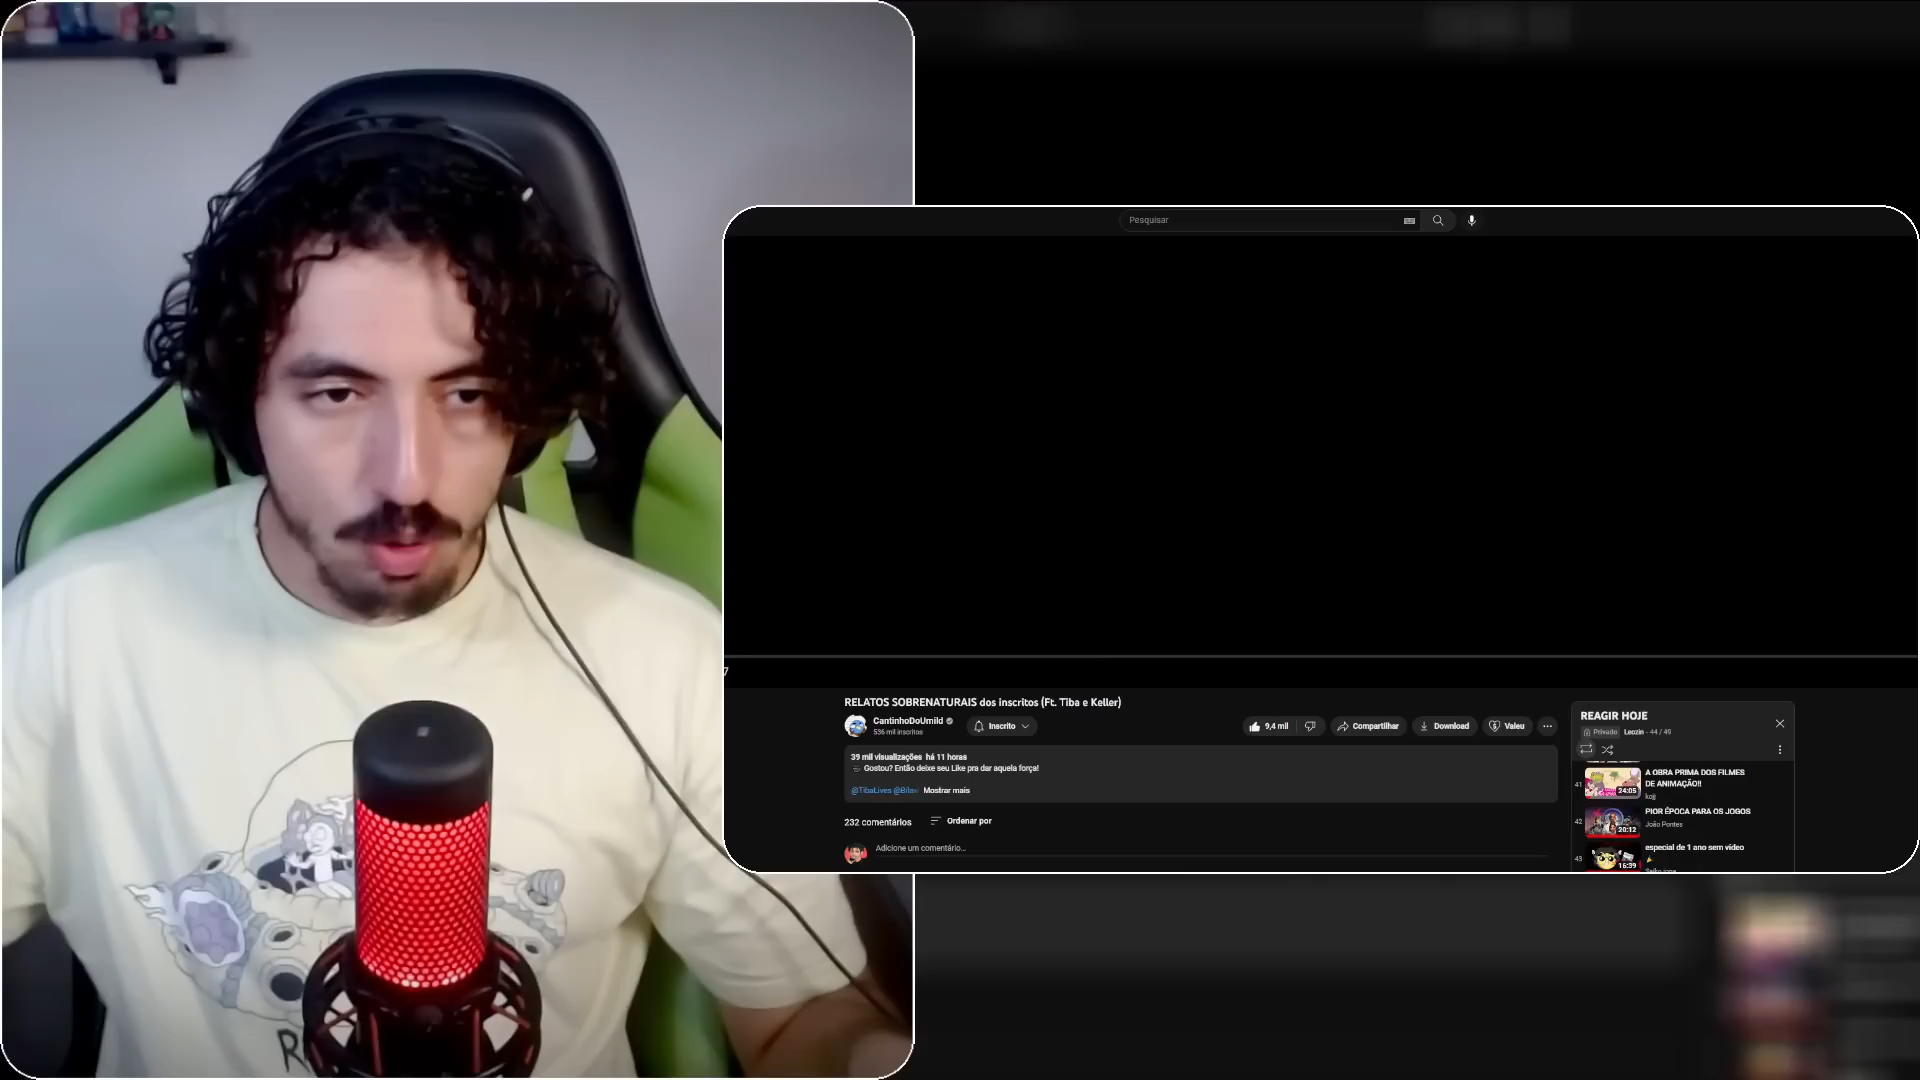 Pesquisar
RELATOS SOBRENATURAIS dos inscritos (Ft. Tiba e Keller)
CantinhoDoUmild
536 mil inscritos
Inscrito
9,4 mil
Compartilhar
Download
Valeu
39 mil visualizações há 11 horas
Gostou? Então deixe seu Like pra dar aquela força!
@TibaLives Mostrar mais
232 comentários
Ordenar por
Adicione um comentário...
REAGIR HOJE
Privado Leozin - 44 / 49
41
24:05
A OBRA PRIMA DOS FILMES
DE ANIMAÇÃO!!
42
20:12
PIOR ÉPOCA PARA OS JOGOS
João Pontes
43
16:39
especial de 1 ano sem vídeo
R